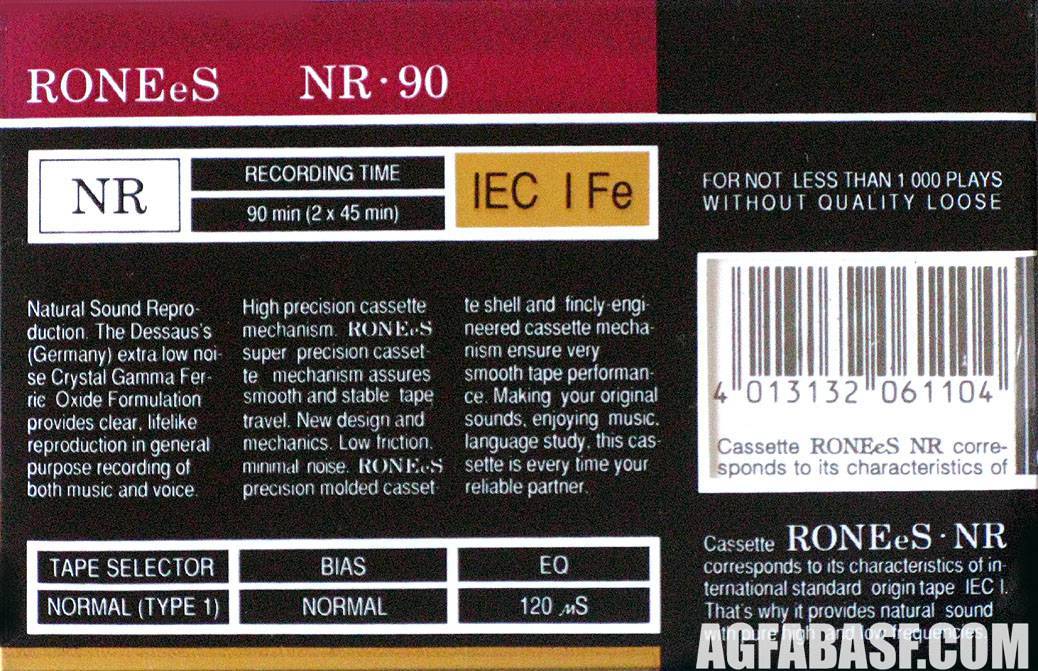 RONEeS NR·90
NR
RECORDING TIME
90 min (2 x 45 min)
IEC I Fe
FOR NOT LESS THAN 1 000 PLAYS
WITHOUT QUALITY LOOSE
Natural Sound Repro-
duction. The Dessaus's
(Germany) extra low noi-
se Crystal Gamma Fer-
ric Oxide Formulation
provides clear, lifelike
reproduction in general
purpose recording of
both music and voice.
High precision cassette
mechanism. RONEeS
super precision casset-
te mechanism assures
smooth and stable tape
travel. New design and
mechanics. Low friction,
minimal noise. RONEeS
precision molded casset-
te shell and fincly-engi-
neered cassette mecha-
nism ensure very
smooth tape performan-
ce. Making your original
sounds, enjoying music,
language study, this cas-
sette is every time your
reliable partner.
4 013132 061104
Cassette RONEeS NR corre-
sponds to its characteristics of
TAPE SELECTOR
BIAS
EQ
NORMAL (TYPE 1)
NORMAL
120 μS
Cassette RONEeS·NR
corresponds to its characteristics of in-
ternational standard origin tape IEC I.
That's why it provides natural sound
with pure high and low frequencies.
AGFABASF.COM